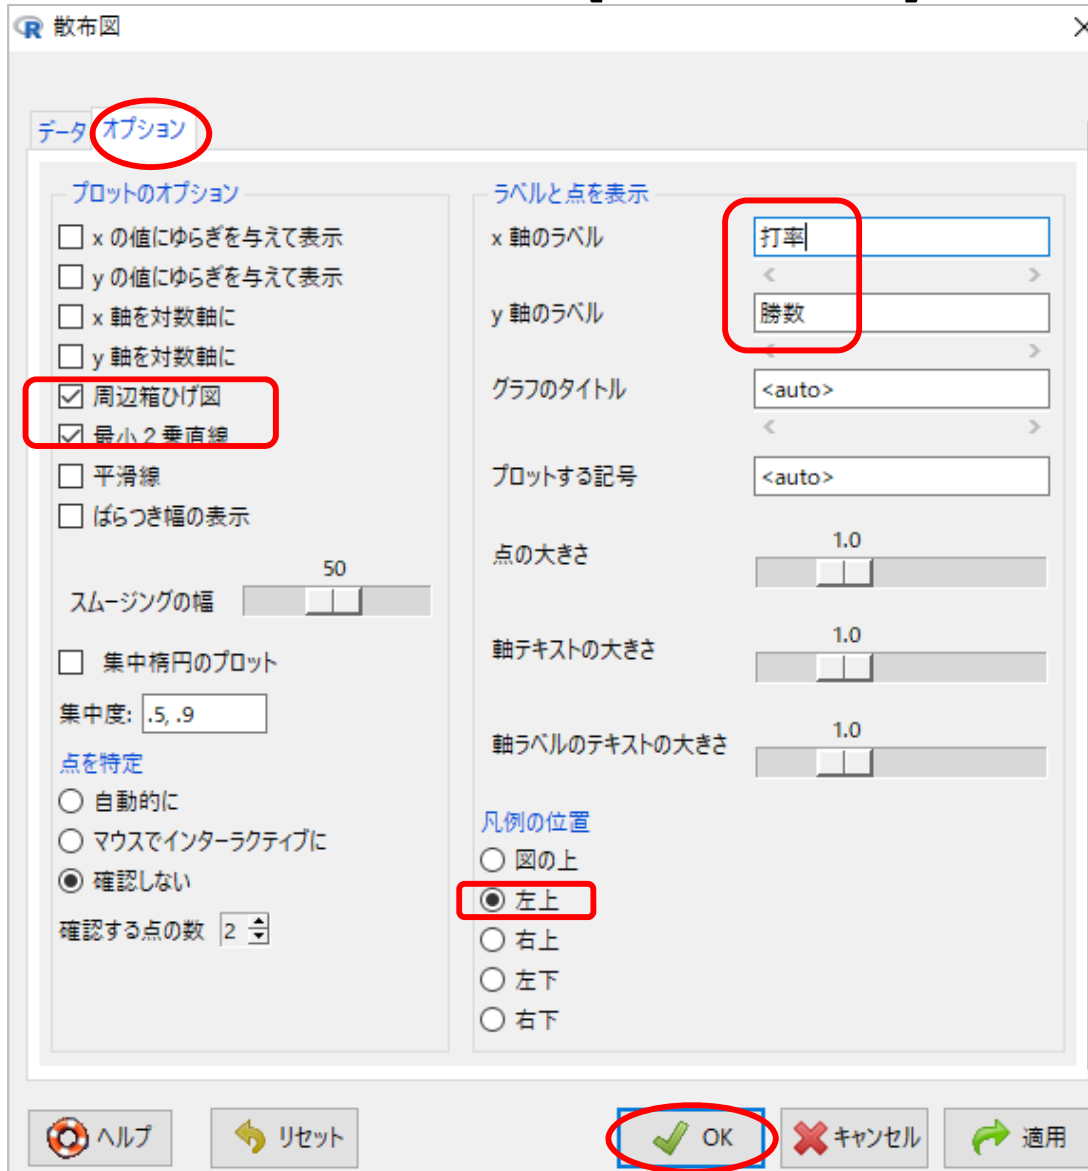 散布図
データ
オプション
プロットのオプション
x の値にゆらぎを与えて表示
y の値にゆらぎを与えて表示
x 軸を対数軸に
y 軸を対数軸に
周辺箱ひげ図
最小２乗直線
平滑線
ばらつき幅の表示
50
スムージングの幅
集中楕円のプロット
集中度: .5, .9
点を特定
自動的に
マウスでインターラクティブに
確認しない
確認する点の数 2
ラベルと点を表示
x 軸のラベル 打率
y 軸のラベル 勝数
グラフのタイトル <auto>
プロットする記号 <auto>
1.0
点の大きさ
1.0
軸テキストの大きさ
1.0
軸ラベルのテキストの大きさ
凡例の位置
図の上
左上
右上
左下
右下
ヘルプ
リセット
OK
キャンセル
適用